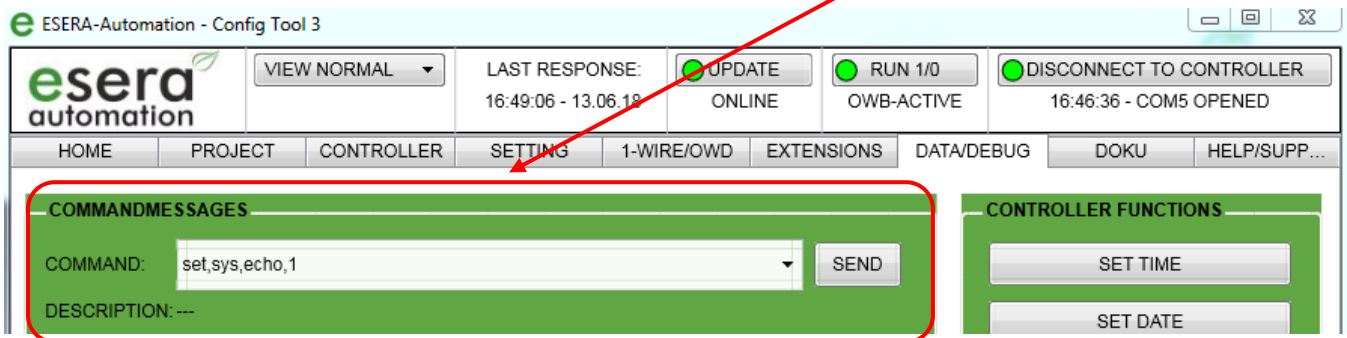 ESERA-Automation - Config Tool 3
esera
automation
VIEW NORMAL
LAST RESPONSE:
16:49:06 - 13.06.18
UPDATE
ONLINE
RUN 1/0
OWB-ACTIVE
DISCONNECT TO CONTROLLER
16:46:36 - COM5 OPENED
HOME PROJECT CONTROLLER SETTING 1-WIRE/OWD EXTENSIONS DATA/DEBUG DOKU HELP/SUPP...
COMMANDMESSAGES
COMMAND: set,sys,echo,1 SEND
DESCRIPTION: ---
CONTROLLER FUNCTIONS
SET TIME
SET DATE